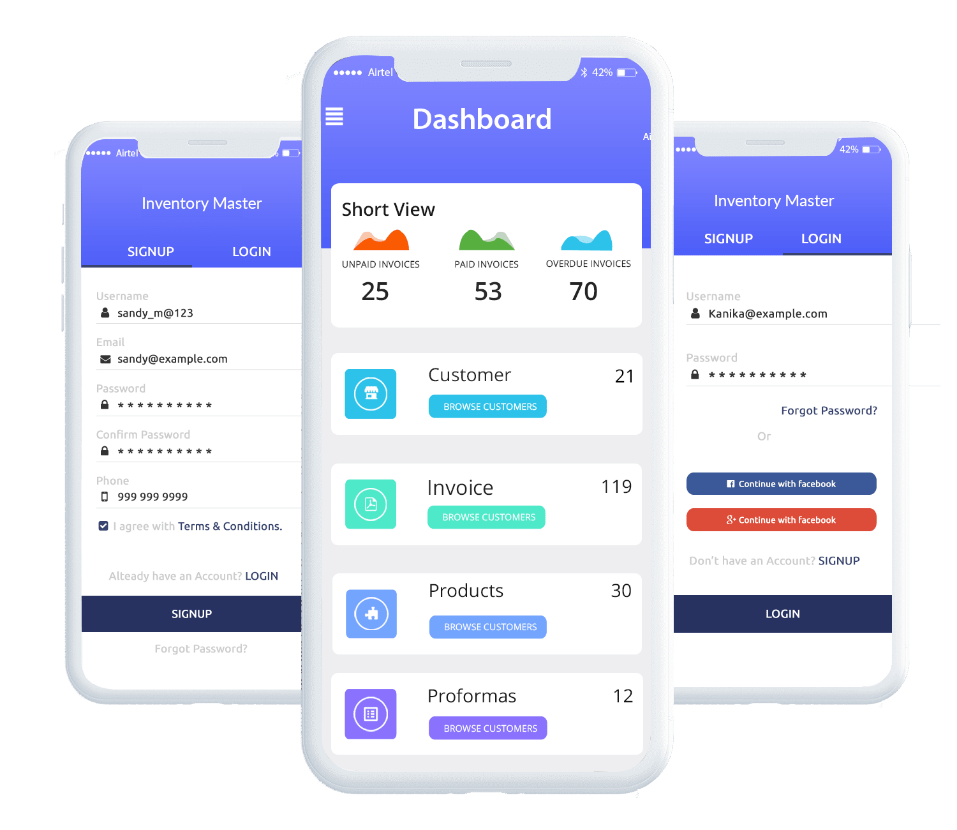 Airtel
Inventory Master
SIGNUP LOGIN
Username
sandy_m@123
Email
sandy@example.com
Password
* * * * * * * * * *
Confirm Password
* * * * * * * * * *
Phone
999 999 9999
I agree with Terms & Conditions.
Alteady have an Account? LOGIN
SIGNUP
Forgot Password?
Airtel 42%
Dashboard
Short View
UNPAID INVOICES PAID INVOICES OVERDUE INVOICES
25 53 70
Customer 21
BROWSE CUSTOMERS
Invoice 119
BROWSE CUSTOMERS
Products 30
BROWSE CUSTOMERS
Proformas 12
BROWSE CUSTOMERS
42%
Inventory Master
SIGNUP LOGIN
Username
Kanika@example.com
Password
* * * * * * * * * *
Forgot Password?
Or
Continue with facebook
Continue with facebook
Don't have an Account? SIGNUP
LOGIN